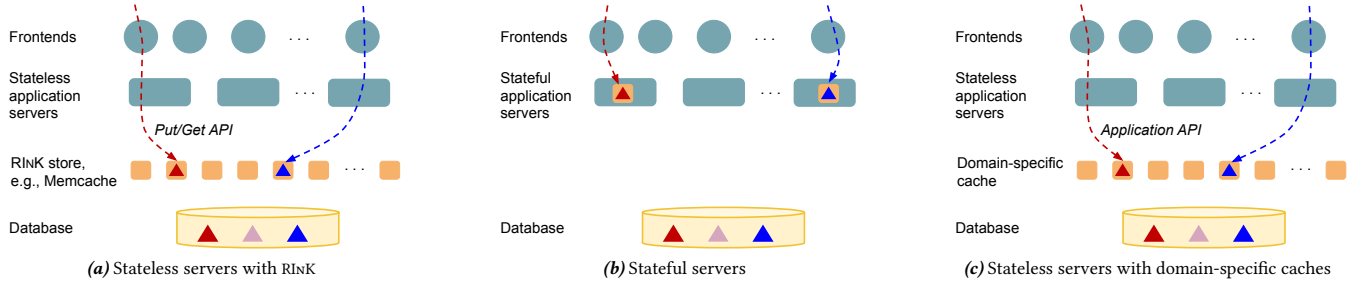 Frontends
. . .
Stateless
application
servers
. . .
Put/Get API
RINK store,
e.g., Memcache
. . .
Database
(a) Stateless servers with RINK
Frontends
. . .
Stateful
application
servers
. . .
Database
(b) Stateful servers
Frontends
. . .
Stateless
application
servers
. . .
Application API
Domain-specific
cache
. . .
Database
(c) Stateless servers with domain-specific caches